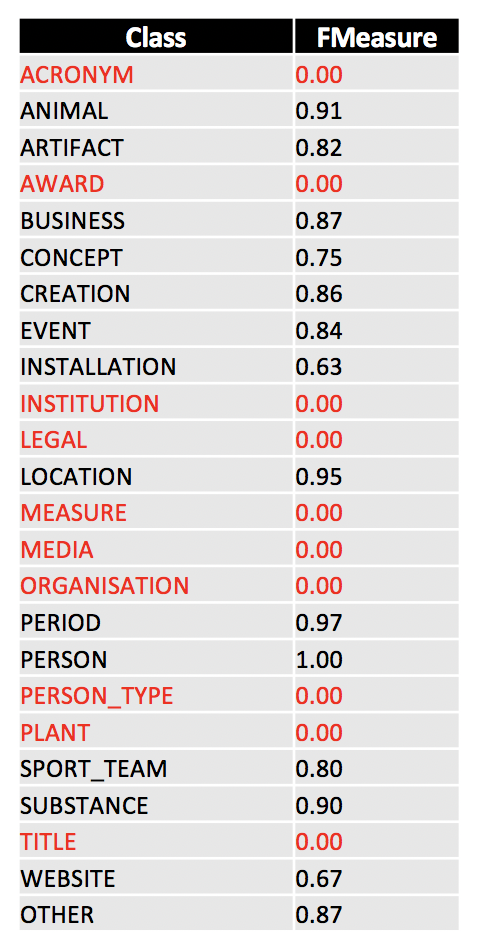 Class FMeasure
ACRONYM 0.00
ANIMAL 0.91
ARTIFACT 0.82
AWARD 0.00
BUSINESS 0.87
CONCEPT 0.75
CREATION 0.86
EVENT 0.84
INSTALLATION 0.63
INSTITUTION 0.00
LEGAL 0.00
LOCATION 0.95
MEASURE 0.00
MEDIA 0.00
ORGANISATION 0.00
PERIOD 0.97
PERSON 1.00
PERSON_TYPE 0.00
PLANT 0.00
SPORT_TEAM 0.80
SUBSTANCE 0.90
TITLE 0.00
WEBSITE 0.67
OTHER 0.87